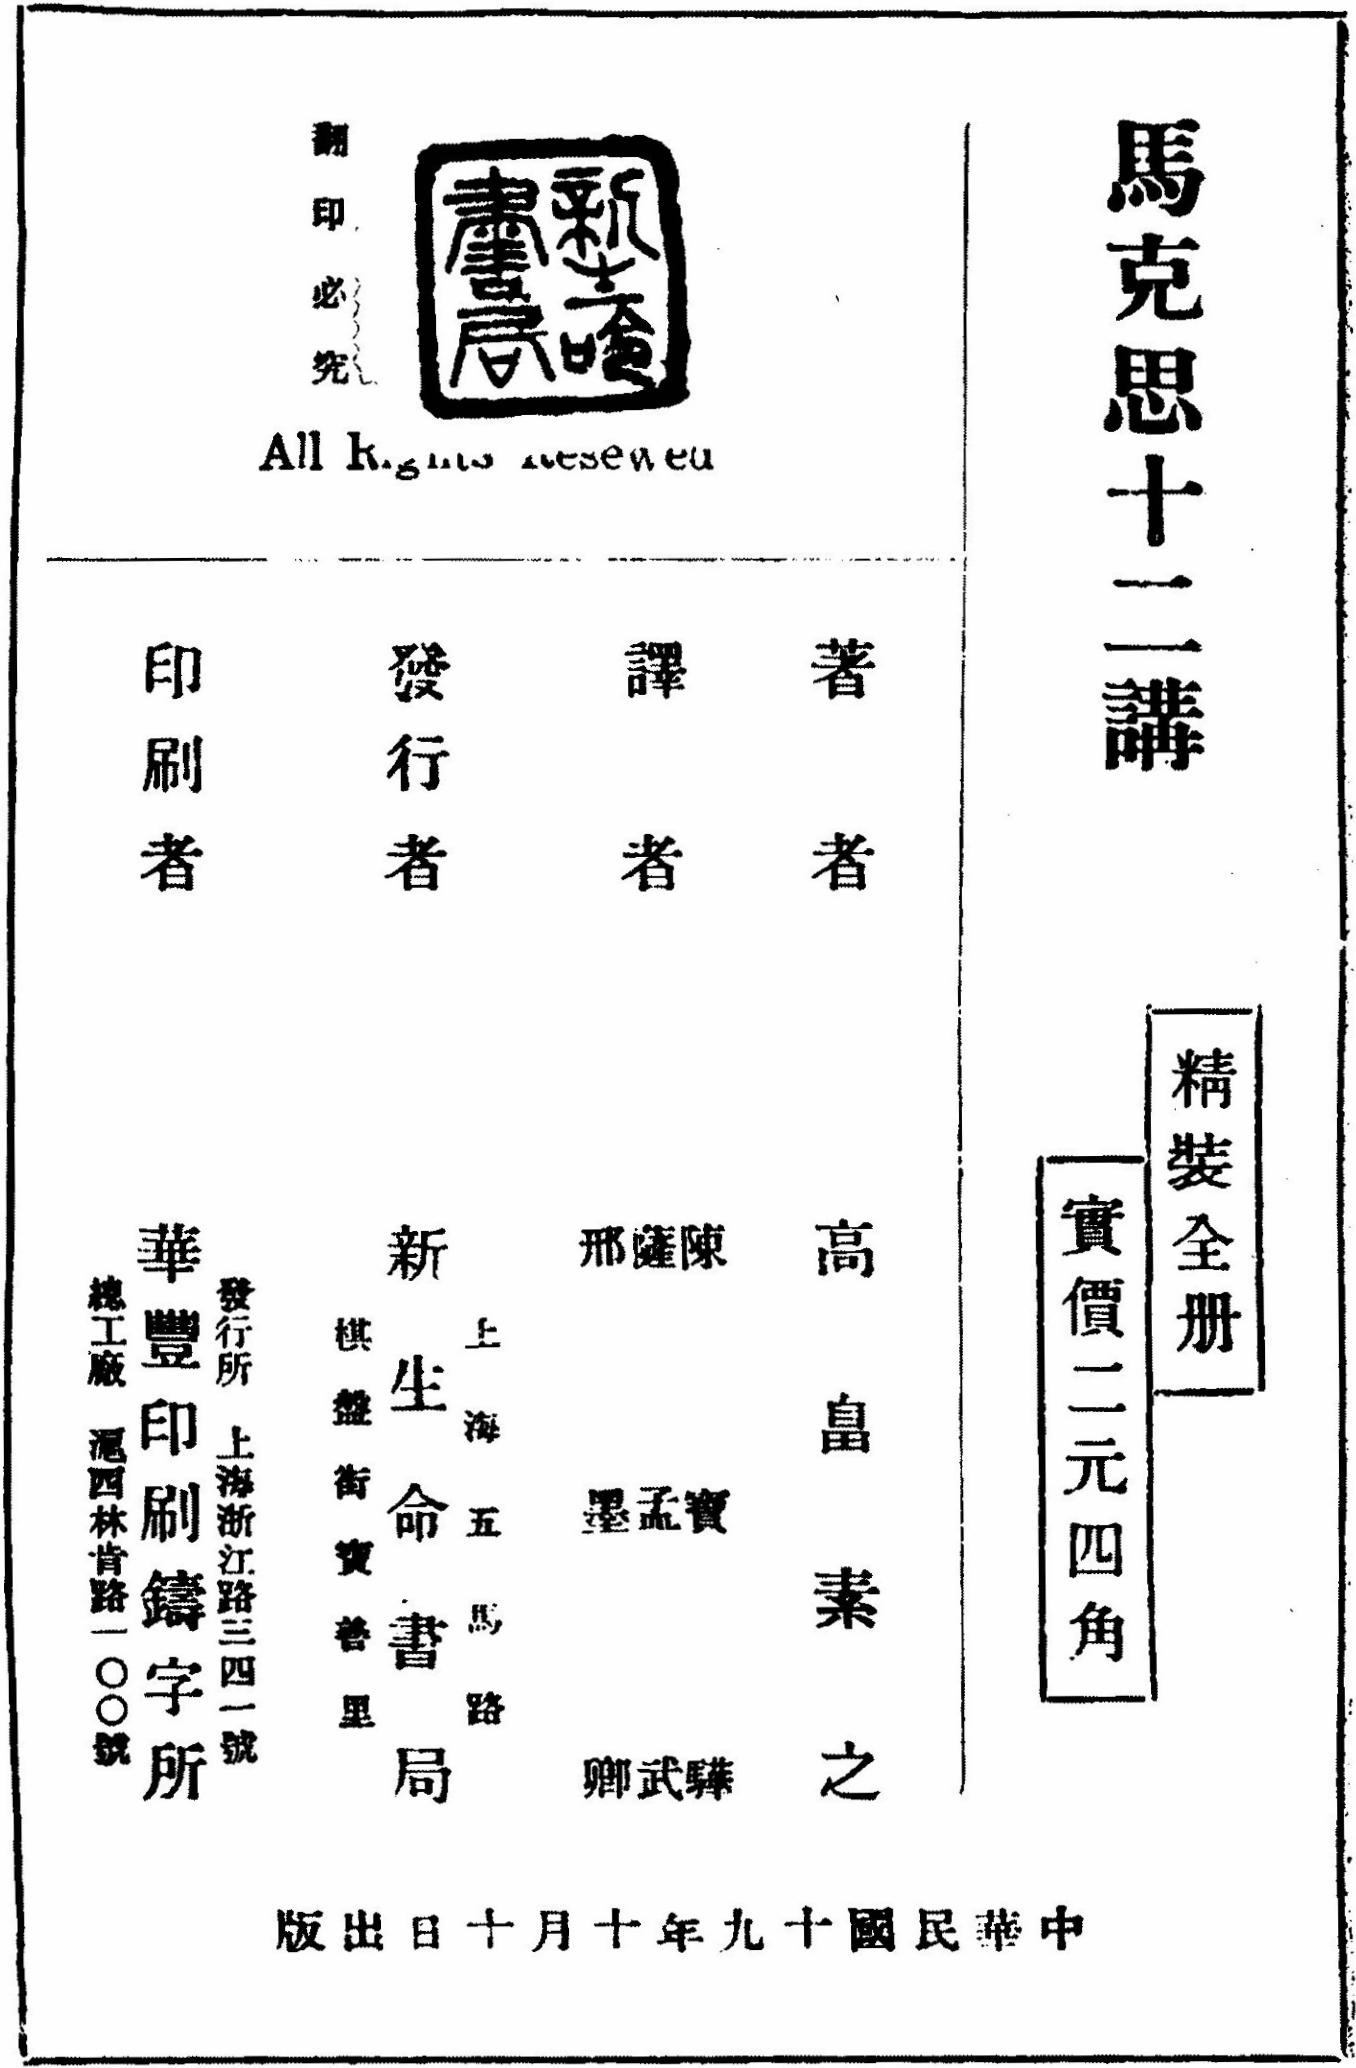 馬克思十二講
精裝全册
實價二元四角
新生命書局
翻印必究
All Rights Resewed
著者 高畠素之
譯者 陳寶驊
薩孟武
邢墨卿
發行者 新生命書局
上海五馬路
棋盤街寶善里
印刷者 華豐印刷鑄字所
發行所 上海浙江路三四一號
總工廠 滬西林肯路一〇〇號
中華民國十九年十月十日出版